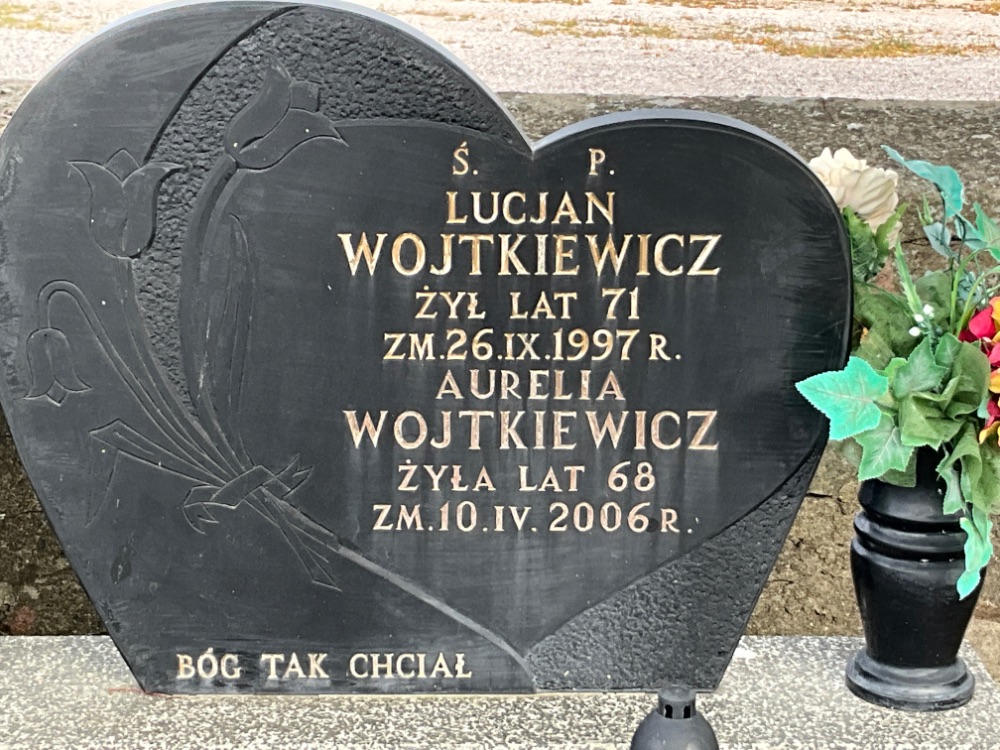 Ś. P.
LUCJAN
WOJTKIEWICZ
ŻYŁ LAT 71
ZM.26.IX.1997 R.
AURELIA
WOJTKIEWICZ
ŻYŁA LAT 68
ZM.10.IV.2006 R.
BÓG TAK CHCIAŁ